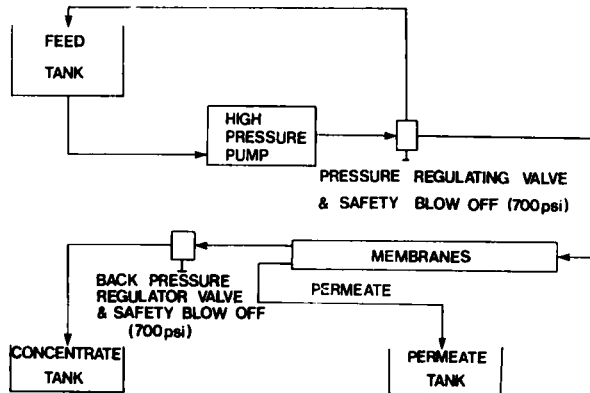 FEED
TANK
HIGH
PRESSURE
PUMP
PRESSURE REGULATING VALVE
& SAFETY BLOW OFF (700psi)
MEMBRANES
BACK PRESSURE
REGULATOR VALVE
& SAFETY BLOW OFF
(700psi)
PERMEATE
CONCENTRATE
TANK
PERMEATE
TANK